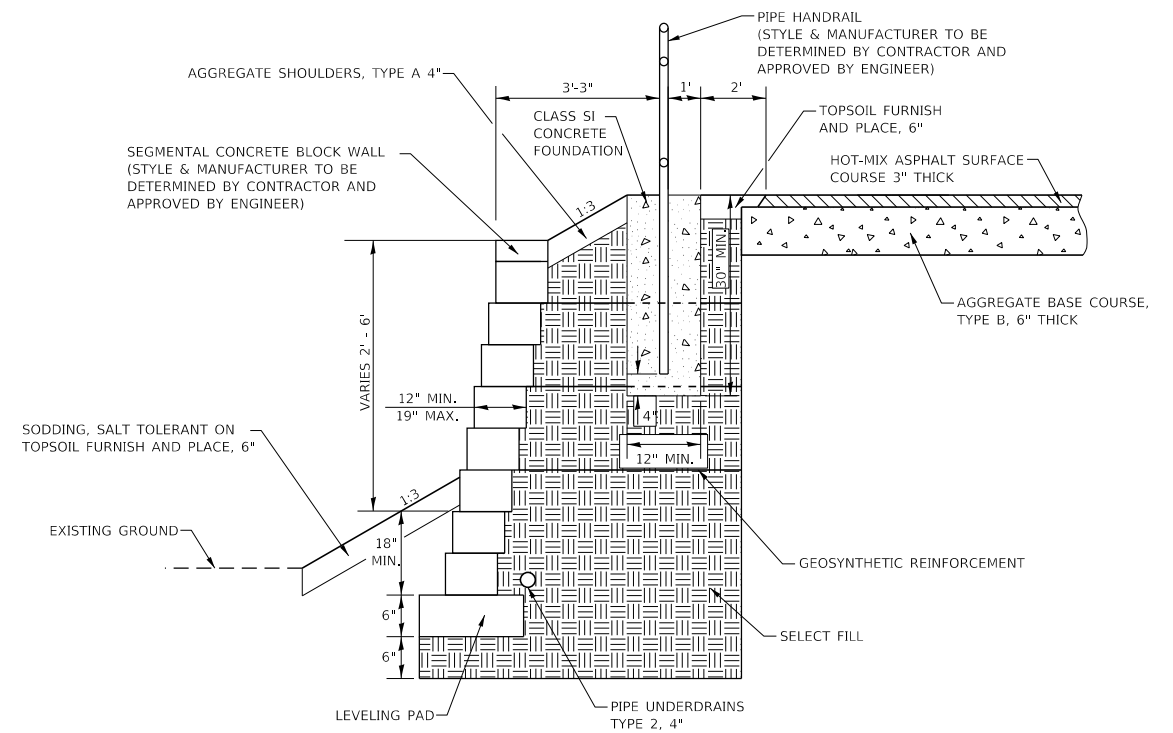 PIPE HANDRAIL
(STYLE & MANUFACTURER TO BE
DETERMINED BY CONTRACTOR AND
APPROVED BY ENGINEER)
AGGREGATE SHOULDERS, TYPE A 4"
3'-3"
1'
2'
CLASS SI
CONCRETE
FOUNDATION
TOPSOIL FURNISH
AND PLACE, 6"
SEGMENTAL CONCRETE BLOCK WALL
(STYLE & MANUFACTURER TO BE
DETERMINED BY CONTRACTOR AND
APPROVED BY ENGINEER)
HOT-MIX ASPHALT SURFACE
COURSE 3" THICK
1:3
30" MIN.
AGGREGATE BASE COURSE,
TYPE B, 6" THICK
VARIES 2' - 6'
12" MIN.
19" MAX.
4"
SODDING, SALT TOLERANT ON
TOPSOIL FURNISH AND PLACE, 6"
12" MIN.
1:3
EXISTING GROUND
18"
MIN.
GEOSYNTHETIC REINFORCEMENT
6"
SELECT FILL
6"
LEVELING PAD
PIPE UNDERDRAINS
TYPE 2, 4"